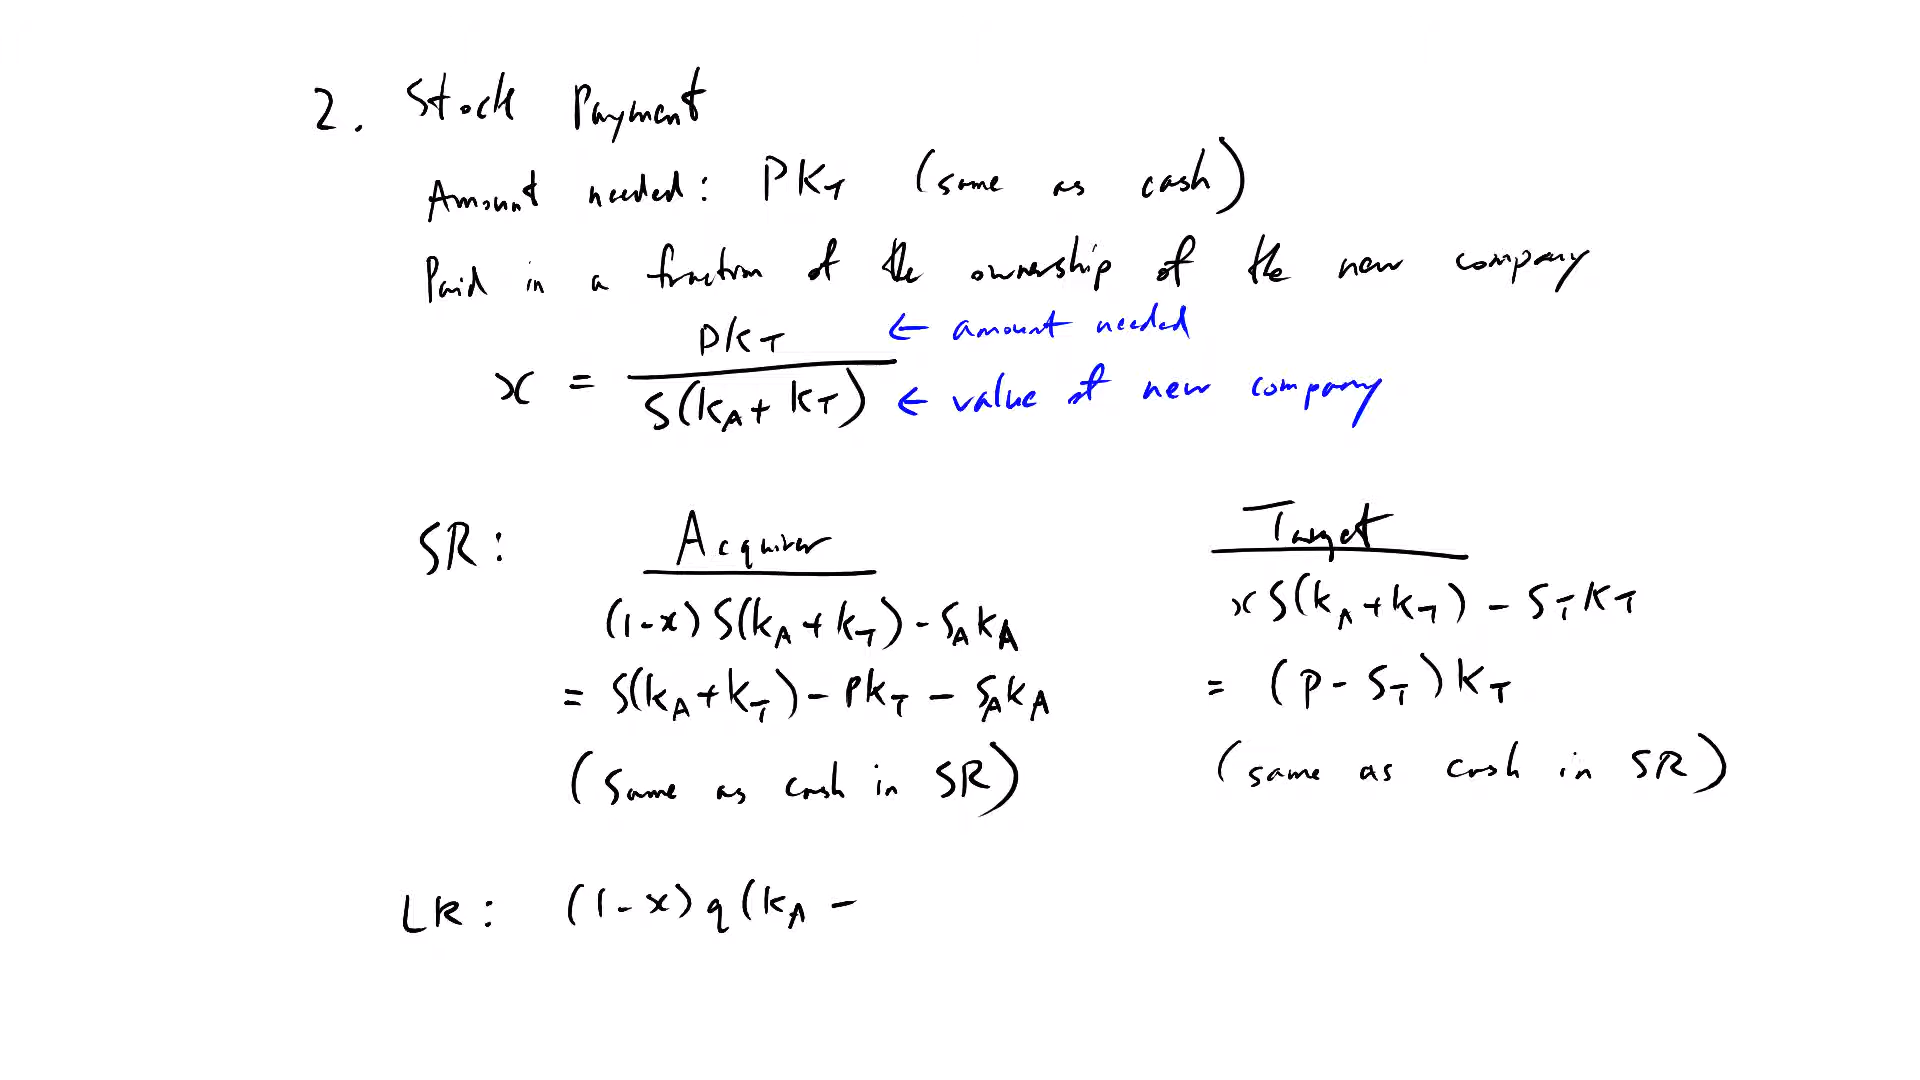 2. Stock Payment
Amount needed: PK_T (same as cash)
Paid in a fraction of the ownership of the new company
x = PK_T / S(K_A + K_T) ← amount needed ← value of new company
SR: Acquirer Target
(1-x) S(K_A + K_T) - S_A K_A x S(K_A + K_T) - S_T K_T
= S(K_A + K_T) - PK_T - S_A K_A = (P - S_T) K_T
(Same as cash in SR) (same as cash in SR)
LR: (1-x) q (K_A -